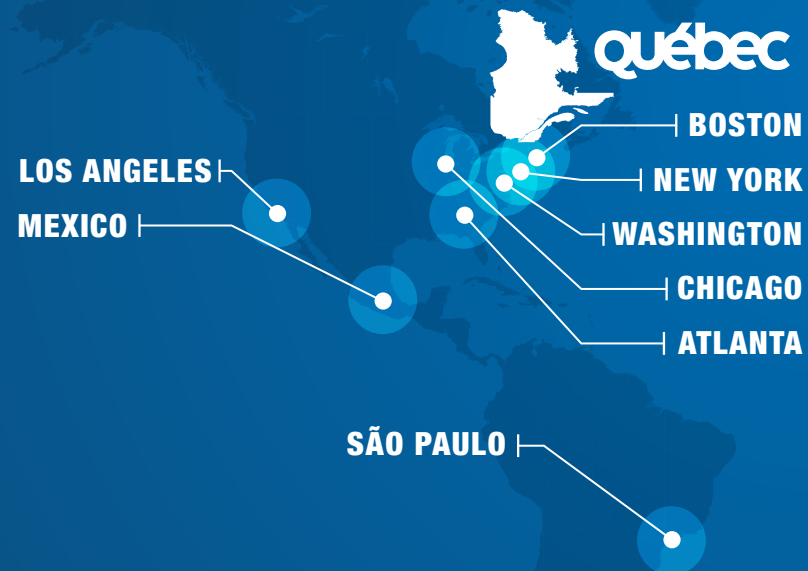 québec
BOSTON
LOS ANGELES
NEW YORK
MEXICO
WASHINGTON
CHICAGO
ATLANTA
SÃO PAULO